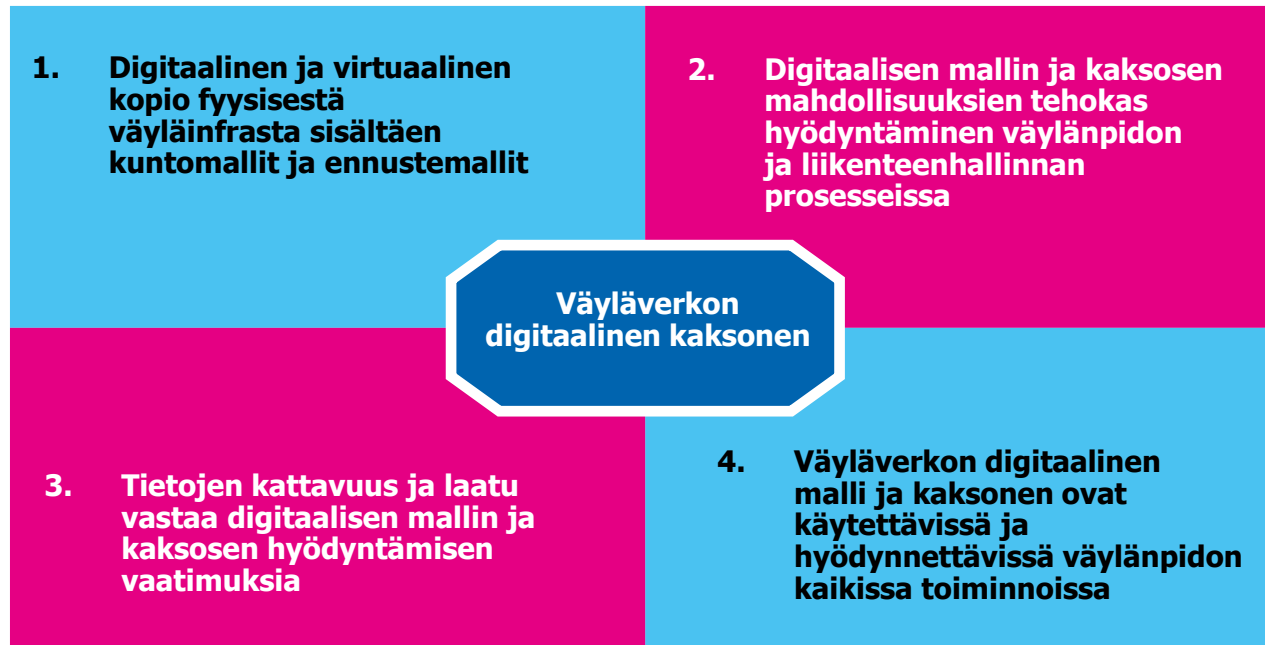 1. Digitaalinen ja virtuaalinen
kopio fyysisestä
väyläinfrasta sisältäen
kuntomallit ja ennustemallit
2. Digitaalisen mallin ja kaksosen
mahdollisuuksien tehokas
hyödyntäminen väylänpidon
ja liikenteenhallinnan
prosesseissa
Väyläverkon
digitaalinen kaksonen
3. Tietojen kattavuus ja laatu
vastaa digitaalisen mallin ja
kaksosen hyödyntämisen
vaatimuksia
4. Väyläverkon digitaalinen
malli ja kaksonen ovat
käytettävissä ja
hyödynnettävissä väylänpidon
kaikissa toiminnoissa